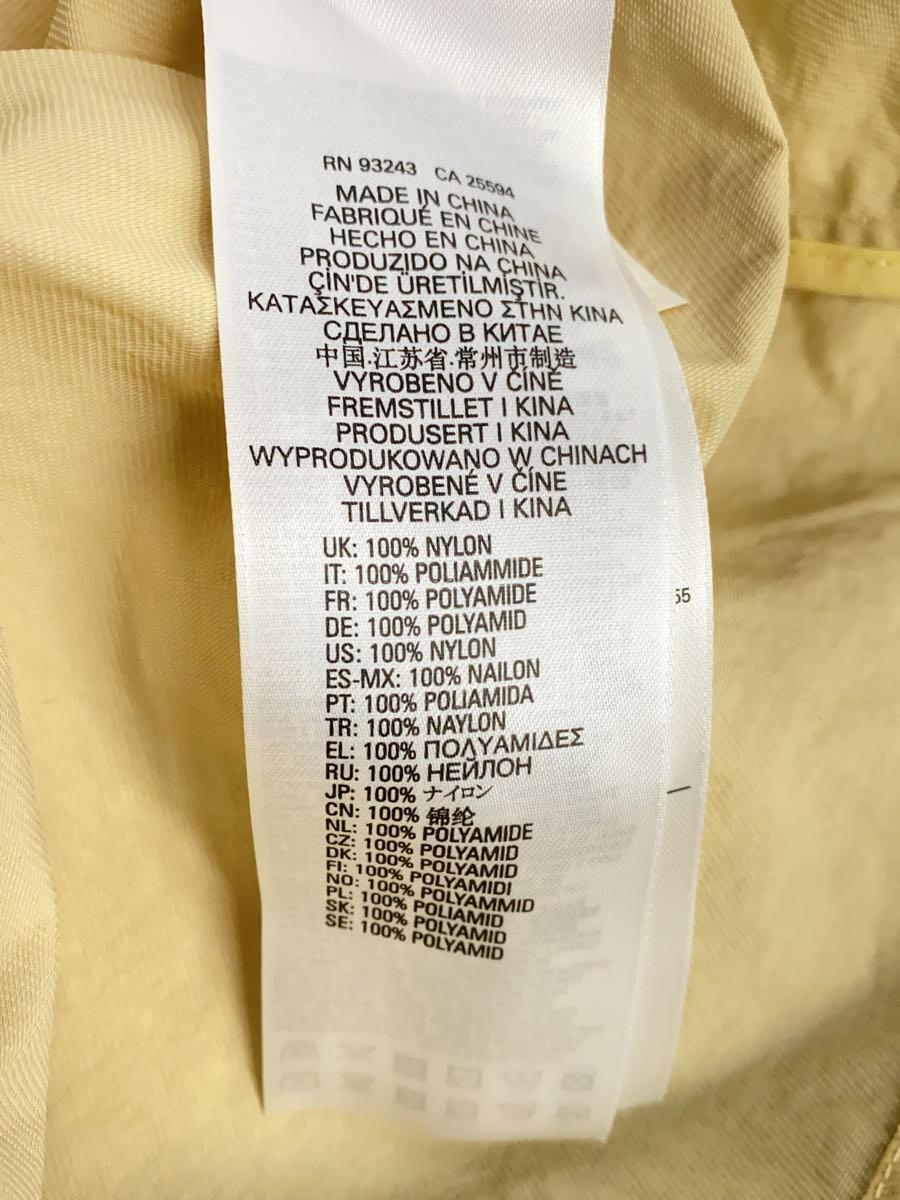 RN 93243 CA 25594
MADE IN CHINA
FABRIQUÉ EN CHINE
HECHO EN CHINA
PRODUZIDO NA CHINA
ÇİN'DE ÜRETİLMİŞTİR.
ΚΑΤΑΣΚΕΥΑΣΜΕΝΟ ΣΤΗΝ ΚΙΝΑ
СДЕЛАНО В КИТАЕ
中国.江苏省.常州市制造
VYROBENO V ČÍNĚ
FREMSTILLET I KINA
PRODUSERT I KINA
WYPRODUKOWANO W CHINACH
VYROBENÉ V ČÍNE
TILLVERKAD I KINA
UK: 100% NYLON
IT: 100% POLIAMMIDE
FR: 100% POLYAMIDE
DE: 100% POLYAMID
US: 100% NYLON
ES-MX: 100% NAILON
PT: 100% POLIAMIDA
TR: 100% NAYLON
EL: 100% ΠΟΛΥΑΜΙΔΕΣ
RU: 100% НЕЙЛОН
JP: 100% ナイロン
CN: 100% 锦纶
NL: 100% POLYAMIDE
CZ: 100% POLYAMID
DK: 100% POLYAMID
FI: 100% POLYAMIDI
NO: 100% POLYAMMID
PL: 100% POLIAMID
SK: 100% POLYAMID
SE: 100% POLYAMID
55